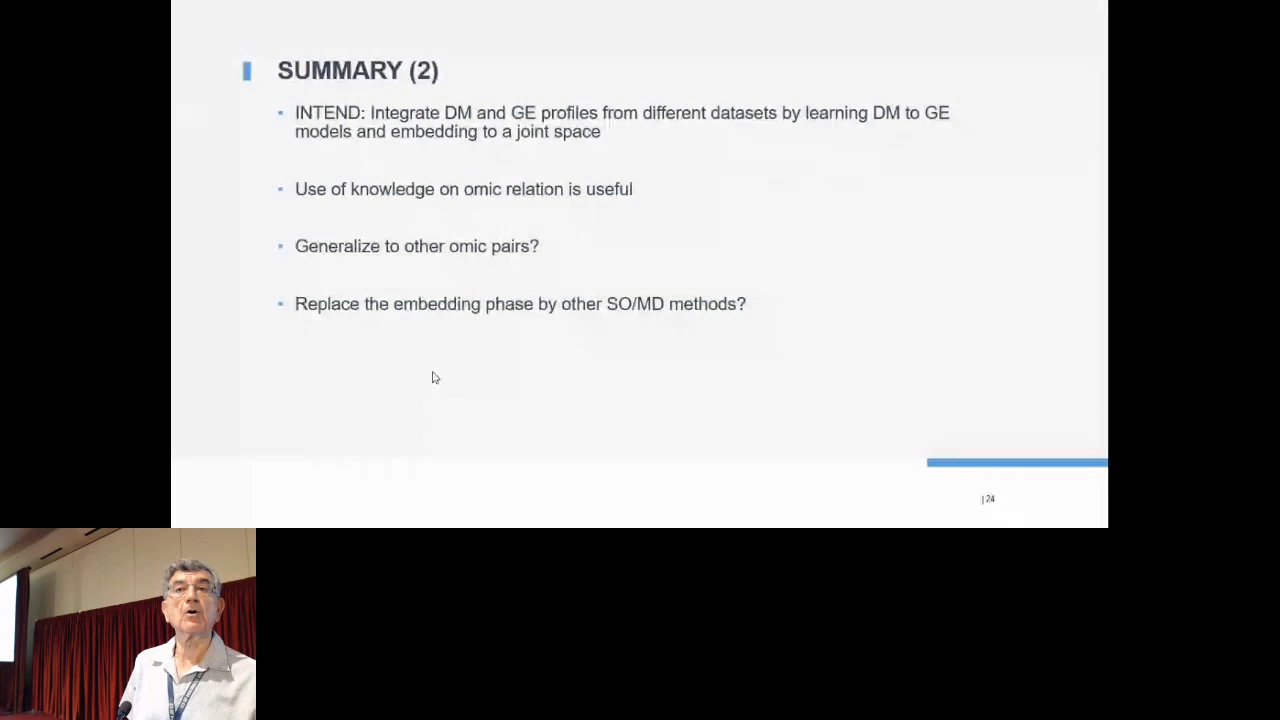 SUMMARY (2)
INTEND: Integrate DM and GE profiles from different datasets by learning DM to GE
models and embedding to a joint space
Use of knowledge on omic relation is useful
Generalize to other omic pairs?
Replace the embedding phase by other SO/MD methods?
| 24